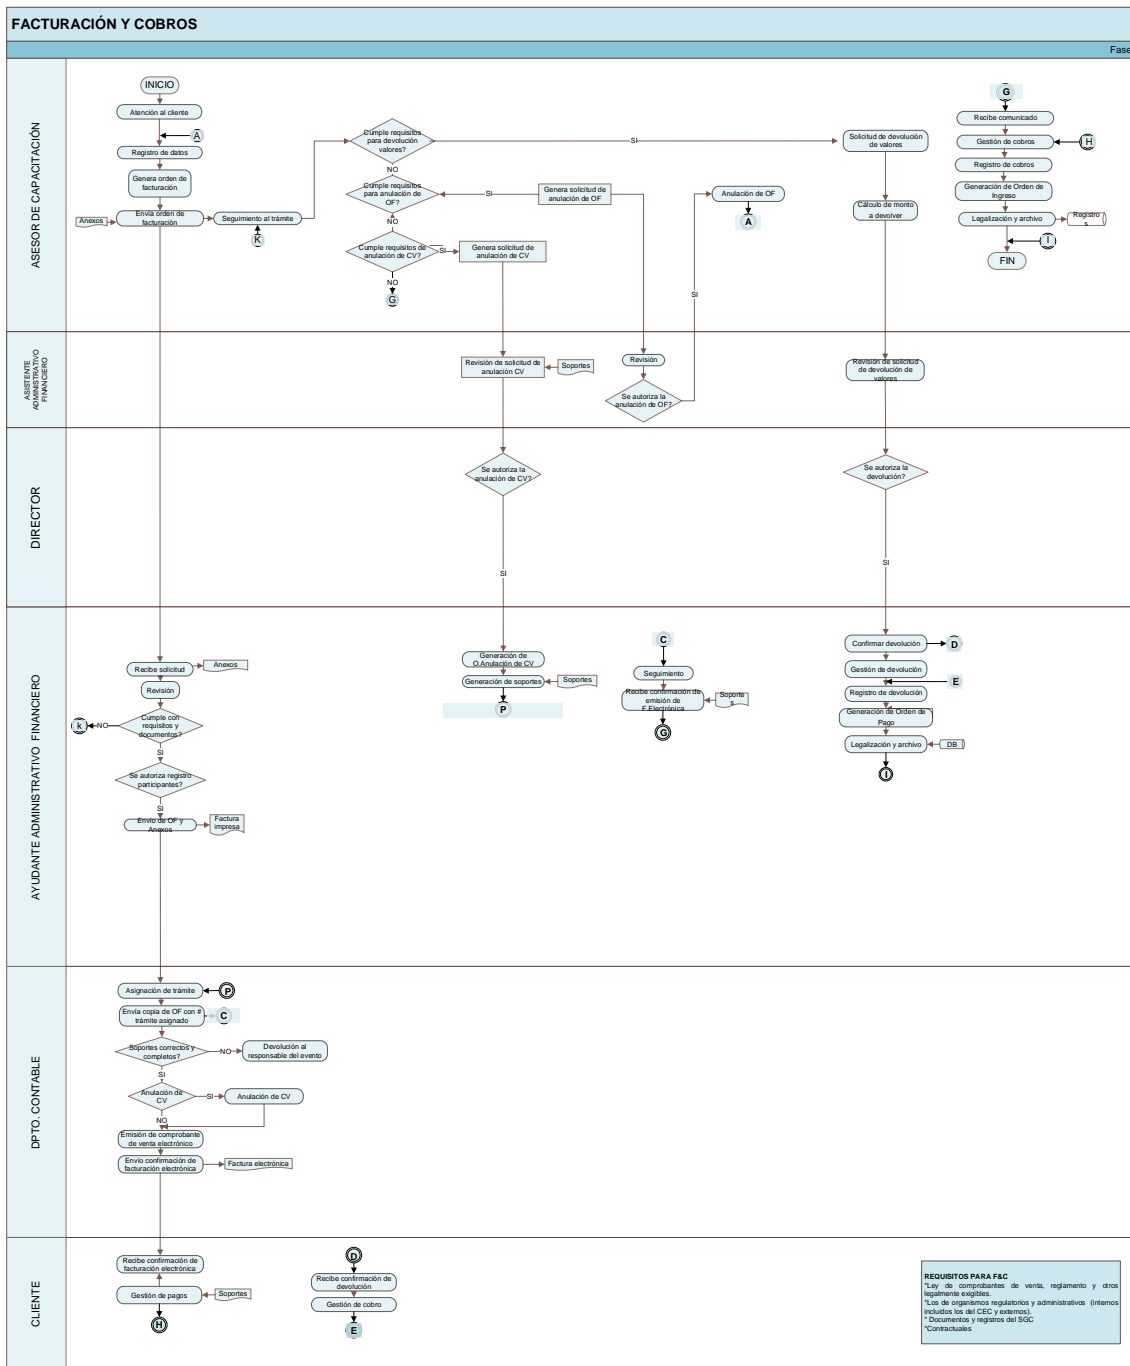 FACTURACIÓN Y COBROS
Fase
ASESOR DE CAPACITACIÓN
INICIO
Atención al cliente
A
Registro de datos
Genera orden de
facturación
Anexos
Envía orden de
facturación
Seguimiento al trámite
K
Cumple requisitos
para devolución
valores?
SI
NO
Cumple requisitos
para anulación de
OF?
SI
Genera solicitud de
anulación de OF
NO
Cumple requisitos de
anulación de CV?
SI
Genera solicitud de
anulación de CV
NO
G
Anulación de OF
A
SI
Solicitud de devolución
de valores
Cálculo de monto
a devolver
G
Recibe comunicado
Gestión de cobros
H
Registro de cobros
Generación de Orden de
Ingreso
Legalización y archivo
Registro
s
I
FIN
ASISTENTE
ADMINISTRATIVO
FINANCIERO
Revisión de solicitud de
anulación CV
Soportes
Revisión
Se autoriza la
anulación de OF?
Revisión de solicitud
de devolución de
valores
DIRECTOR
Se autoriza la
anulación de CV?
SI
Se autoriza la
devolución?
SI
AYUDANTE ADMINISTRATIVO FINANCIERO
Recibe solicitud
Anexos
Revisión
Cumple con
requisitos y
documentos?
NO
k
SI
Se autoriza registro
participantes?
SI
Envío de OF y
Anexos
Factura
impresa
Generación de
O.Anulación de CV
Generación de soportes
Soportes
P
C
Seguimiento
Recibe confirmación de
emisión de
F.Electrónica
Soporte
s
G
Confirmar devolución
D
Gestión de devolución
E
Registro de devolución
Generación de Orden de
Pago
Legalización y archivo
DB
I
DPTO. CONTABLE
Asignación de trámite
P
Envía copia de OF con #
trámite asignado
C
Soportes correctos y
completos?
NO
Devolución al
responsable del evento
SI
Anulación de
CV
SI
Anulación de CV
NO
Emisión de comprobante
de venta electrónico
Envío confirmación de
facturación electrónica
Factura electrónica
CLIENTE
Recibe confirmación de
facturación electrónica
Gestión de pagos
Soportes
H
D
Recibe confirmación de
devolución
Gestión de cobro
E
REQUISITOS PARA F&C
*Ley de comprobantes de venta, reglamento y otros
legalmente exigibles.
*Los de organismos regulatorios y administrativos (internos
incluidos los del CEC y externos).
* Documentos y registros del SGC
*Contractuales